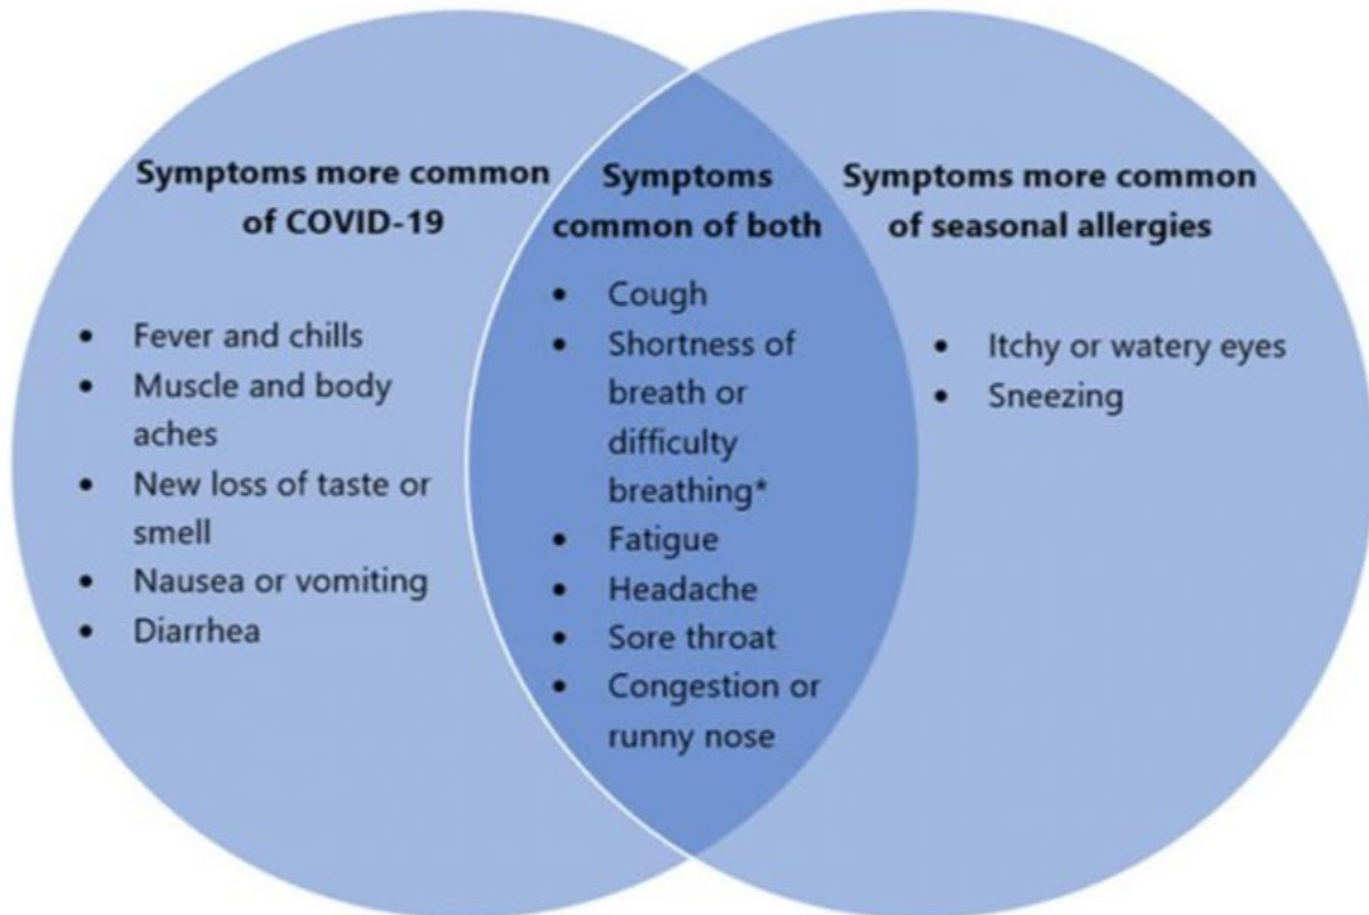 Symptoms more common
of COVID-19
• Fever and chills
• Muscle and body
aches
• New loss of taste or
smell
• Nausea or vomiting
• Diarrhea
Symptoms
common of both
• Cough
• Shortness of
breath or
difficulty
breathing*
• Fatigue
• Headache
• Sore throat
• Congestion or
runny nose
Symptoms more common
of seasonal allergies
• Itchy or watery eyes
• Sneezing